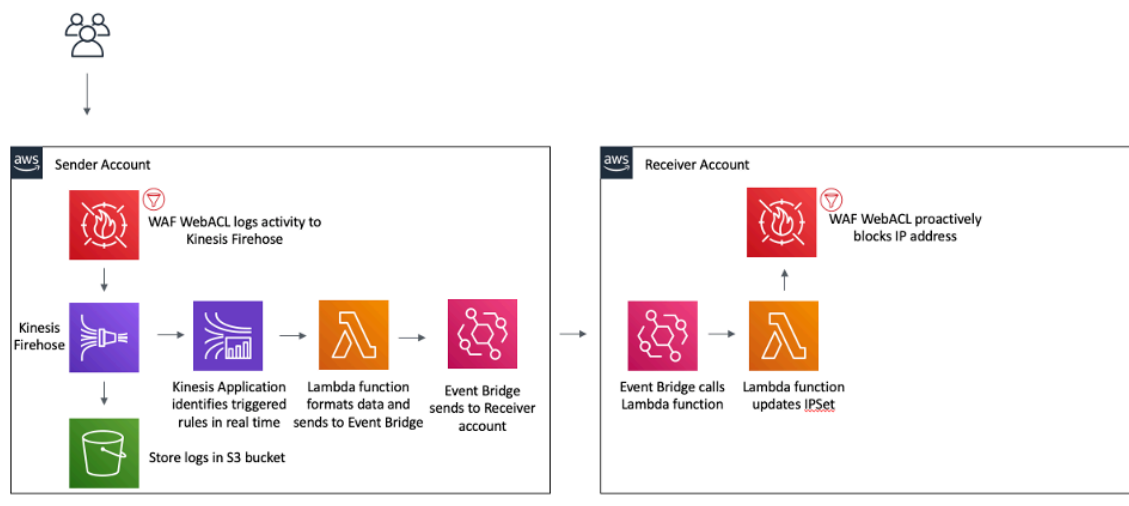 aws
Sender Account
WAF WebACL logs activity to
Kinesis Firehose
Kinesis
Firehose
Kinesis Application
identifies triggered
rules in real time
Lambda function
formats data and
sends to Event Bridge
Event Bridge
sends to Receiver
account
Store logs in S3 bucket
aws
Receiver Account
WAF WebACL proactively
blocks IP address
Event Bridge calls
Lambda function
Lambda function
updates IPSet